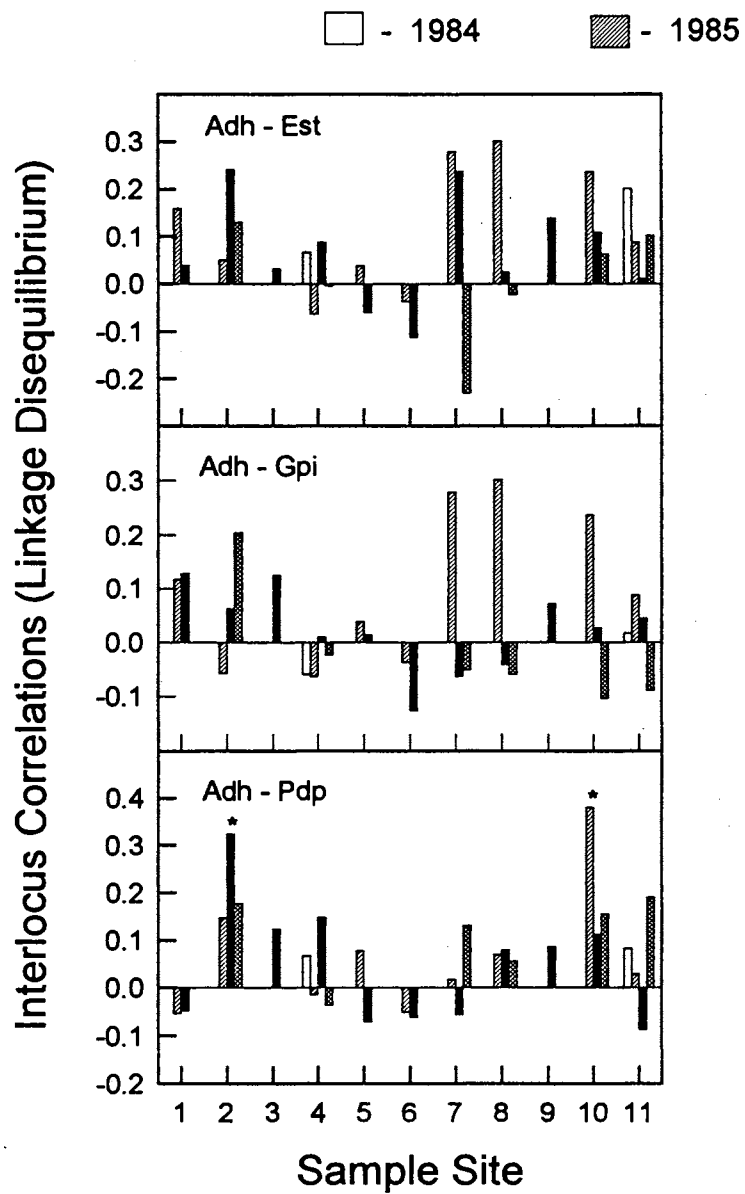 - 1984 - 1985
Interlocus Correlations (Linkage Disequilibrium)
Adh - Est
0.3
0.2
0.1
0.0
-0.1
-0.2
Adh - Gpi
0.3
0.2
0.1
0.0
-0.1
Adh - Pdp
* *
0.4
0.3
0.2
0.1
0.0
-0.1
-0.2
1 2 3 4 5 6 7 8 9 10 11
Sample Site